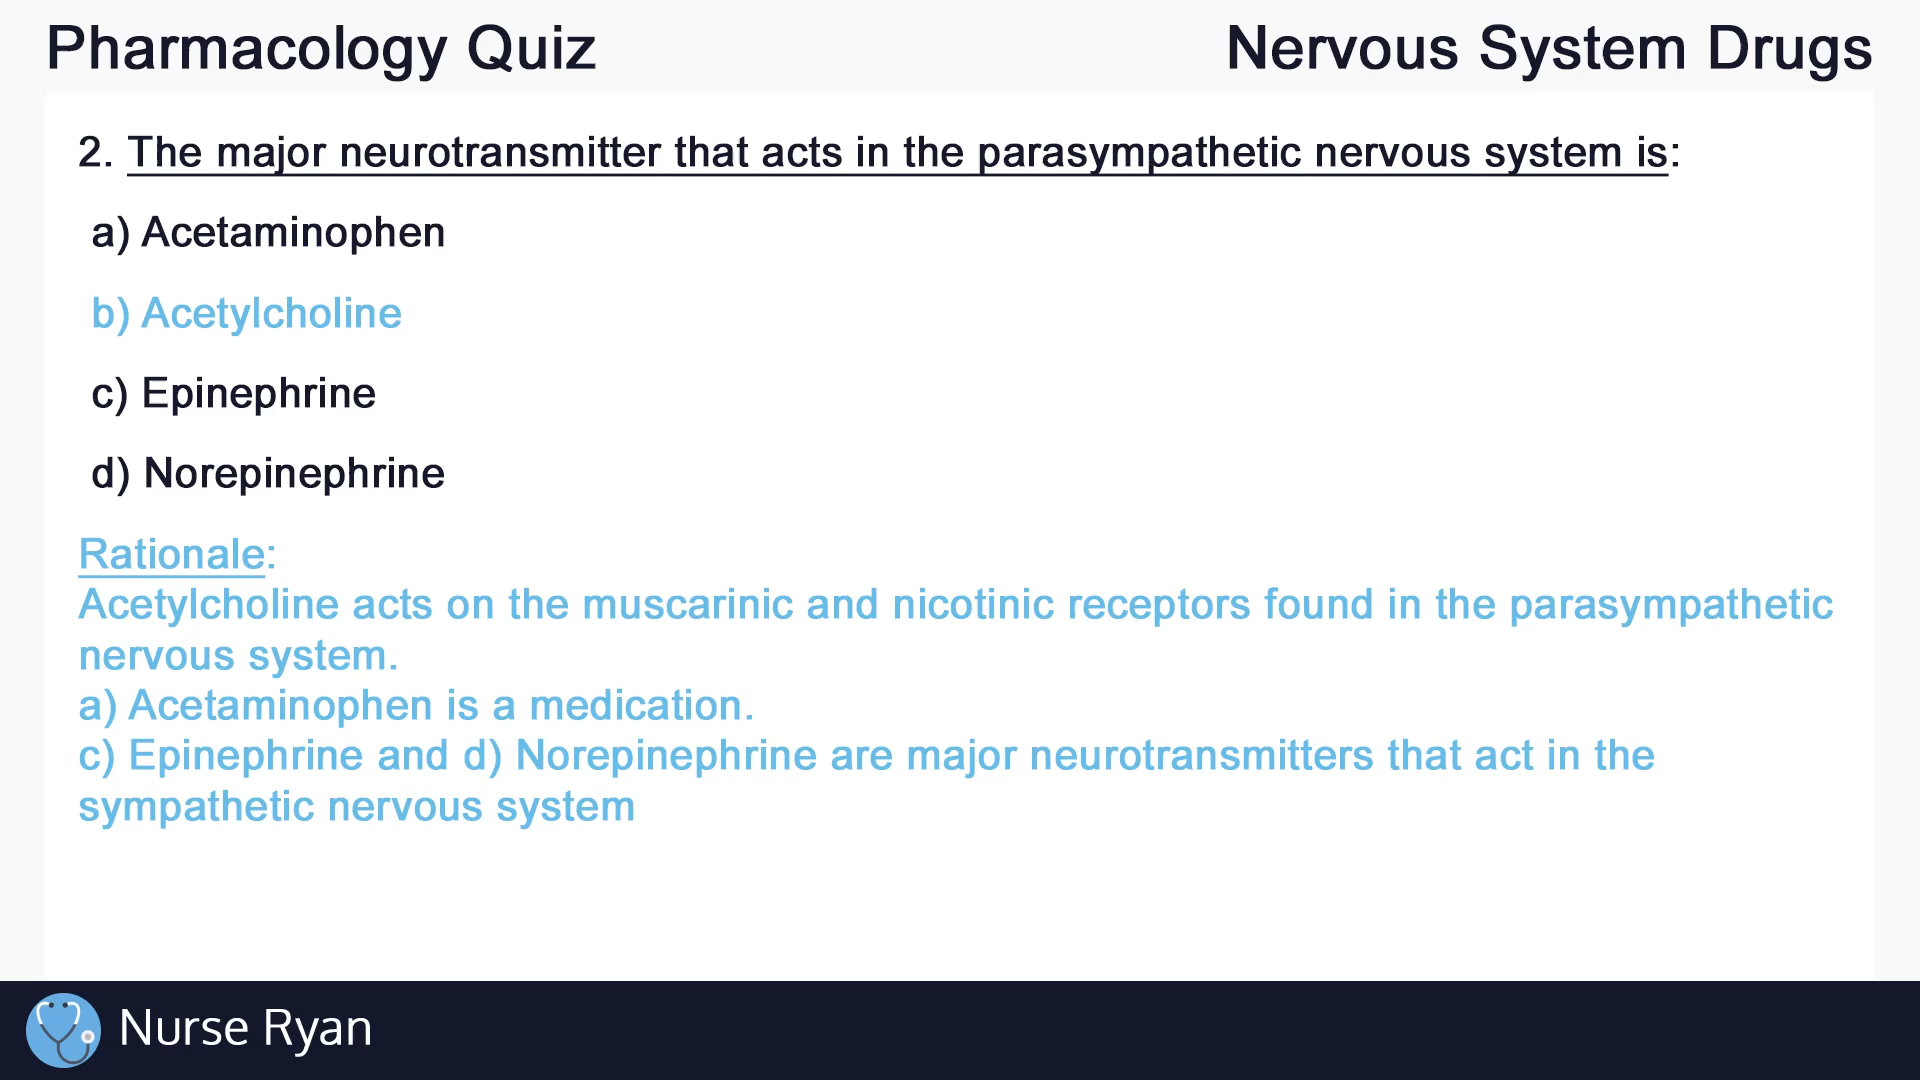 Pharmacology Quiz
Nervous System Drugs
2. The major neurotransmitter that acts in the parasympathetic nervous system is:
a) Acetaminophen
b) Acetylcholine
c) Epinephrine
d) Norepinephrine
Rationale:
Acetylcholine acts on the muscarinic and nicotinic receptors found in the parasympathetic
nervous system.
a) Acetaminophen is a medication.
c) Epinephrine and d) Norepinephrine are major neurotransmitters that act in the
sympathetic nervous system
Nurse Ryan